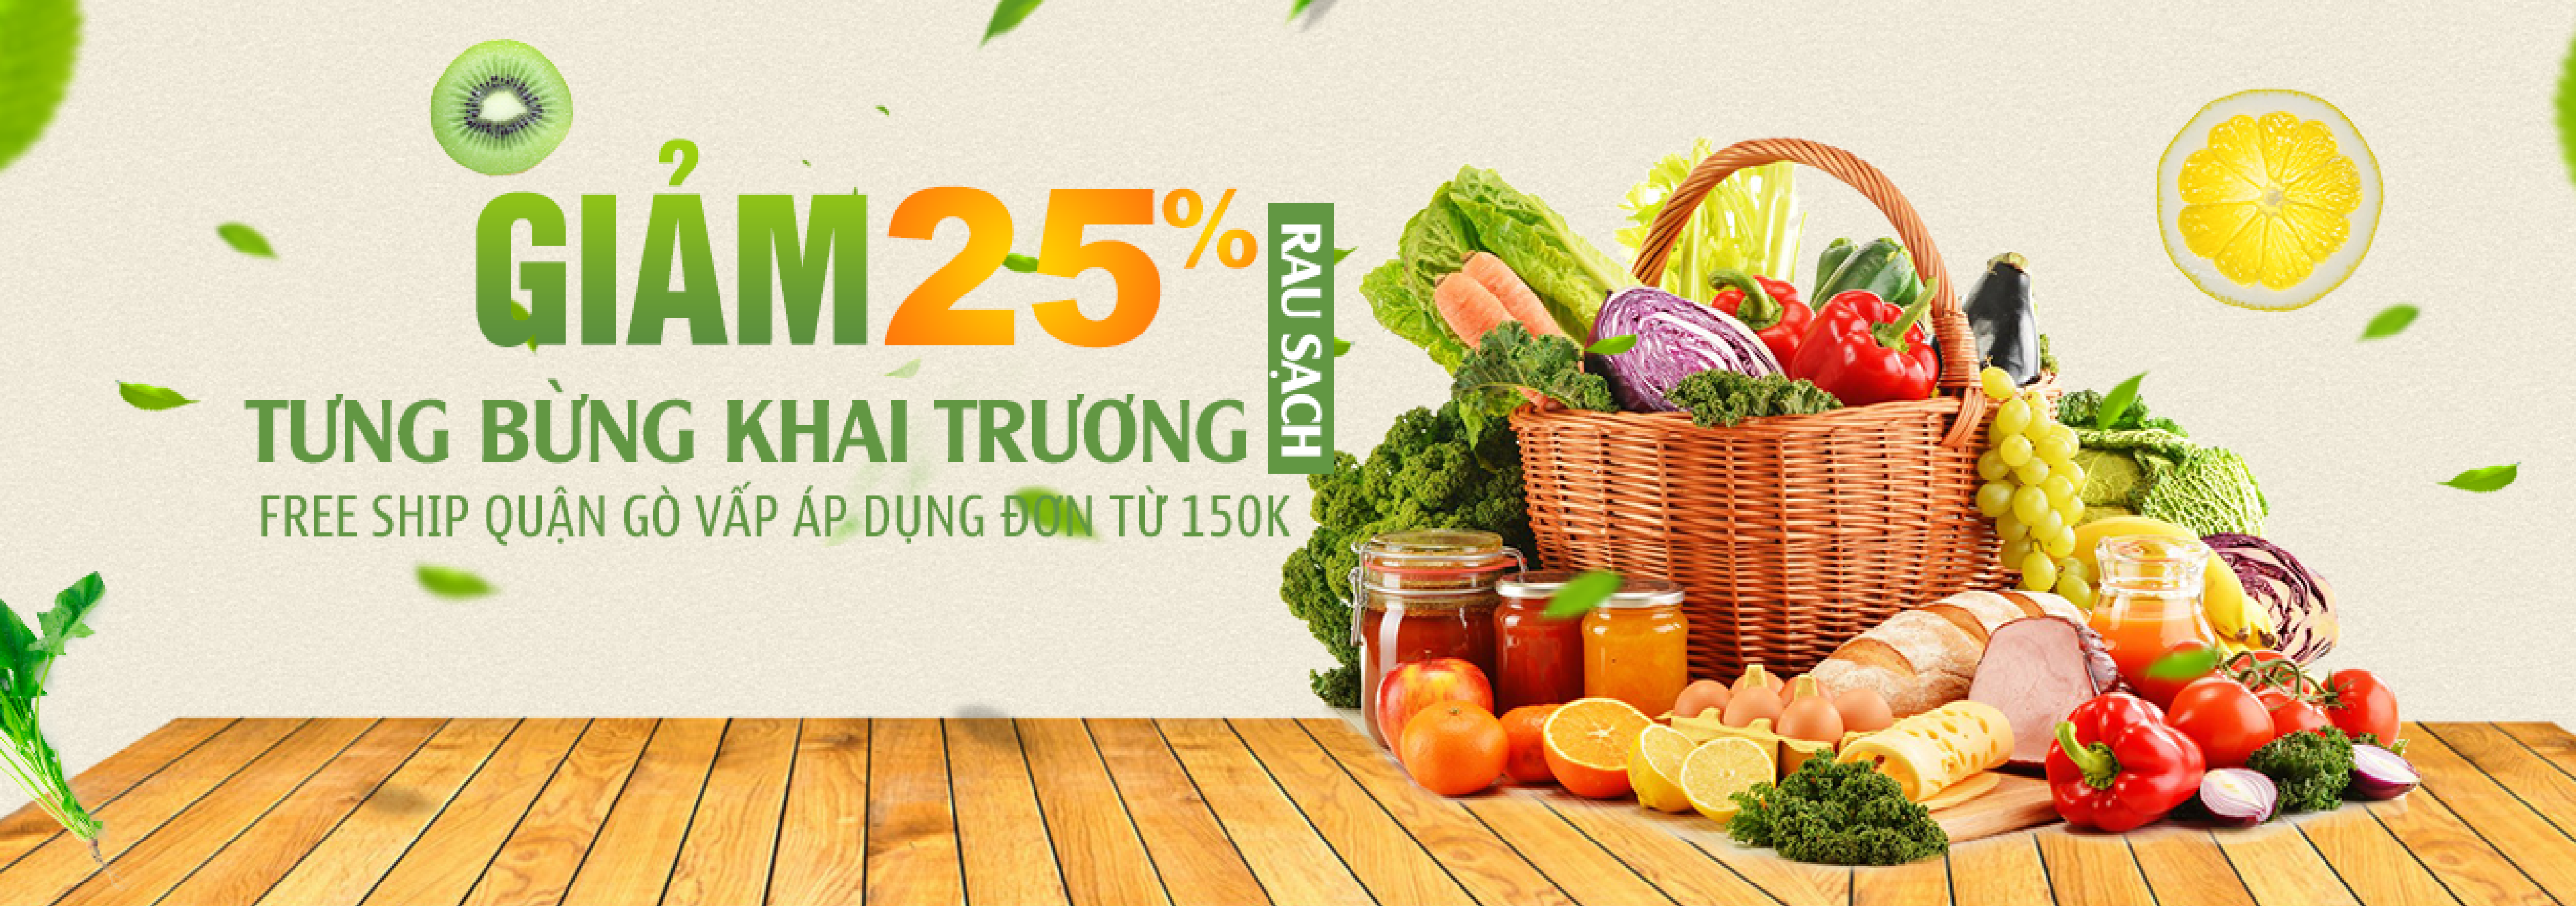 GIẢM 25%
RAU SẠCH
TƯNG BỪNG KHAI TRƯƠNG
FREE SHIP QUẬN GÒ VẤP ÁP DỤNG ĐƠN TỪ 150K